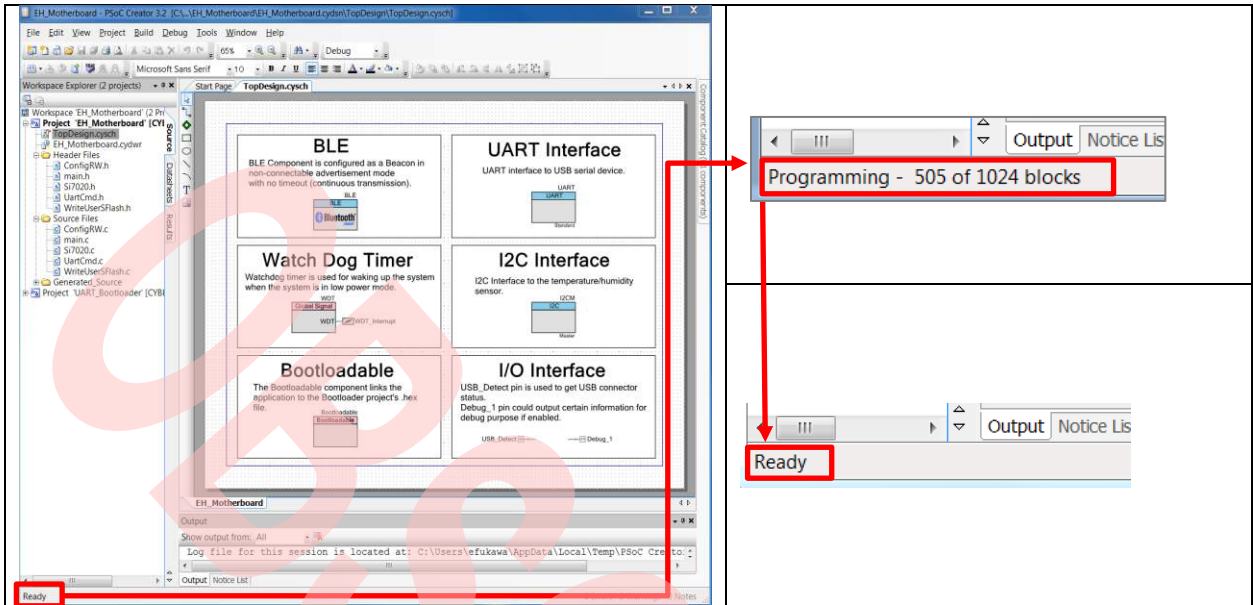 EH_Motherboard - PSoC Creator 3.2 [C:\...\EH_Motherboard\EH_Motherboard.cydsn\TopDesign\TopDesign.cysch]
File Edit View Project Build Debug Tools Window Help
65% Debug
Microsoft Sans Serif 10 B I U
Workspace Explorer (2 projects)
Start Page TopDesign.cysch
Workspace 'EH_Motherboard' (2 Pri
Project 'EH_Motherboard' [CYI
TopDesign.cysch
EH_Motherboard.cydwr
Header Files
ConfigRW.h
main.h
Si7020.h
UartCmd.h
WriteUserSFlash.h
Source Files
ConfigRW.c
main.c
Si7020.c
UartCmd.c
WriteUserSFlash.c
Generated_Source
Project 'UART_Bootloader' [CYBI
Source
Datasheets
Results
BLE
BLE Component is configured as a Beacon in
non-connectable advertisement mode
with no timeout (continuous transmission).
BLE
BLE
Bluetooth
UART Interface
UART interface to USB serial device.
UART
UART
Standard
Watch Dog Timer
Watchdog timer is used for waking up the system
when the system is in low power mode.
WDT
Global Signal
WDT WDT_Interrupt
I2C Interface
I2C Interface to the temperature/humidity
sensor.
I2CM
I2C
Master
Bootloadable
The Bootloadable component links the
application to the Bootloader project's .hex
file.
Bootloadable
Bootloadable
I/O Interface
USB_Detect pin is used to get USB connector
status.
Debug_1 pin could output certain information for
debug purpose if enabled.
USB_Detect Debug_1
EH_Motherboard
Output
Show output from: All
Log file for this session is located at: C:\Users\efukawa\AppData\Local\Temp\PSoC Creato
Output Notice List
Ready
Notes
Output Notice Lis
Programming - 505 of 1024 blocks
Output Notice Lis
Ready